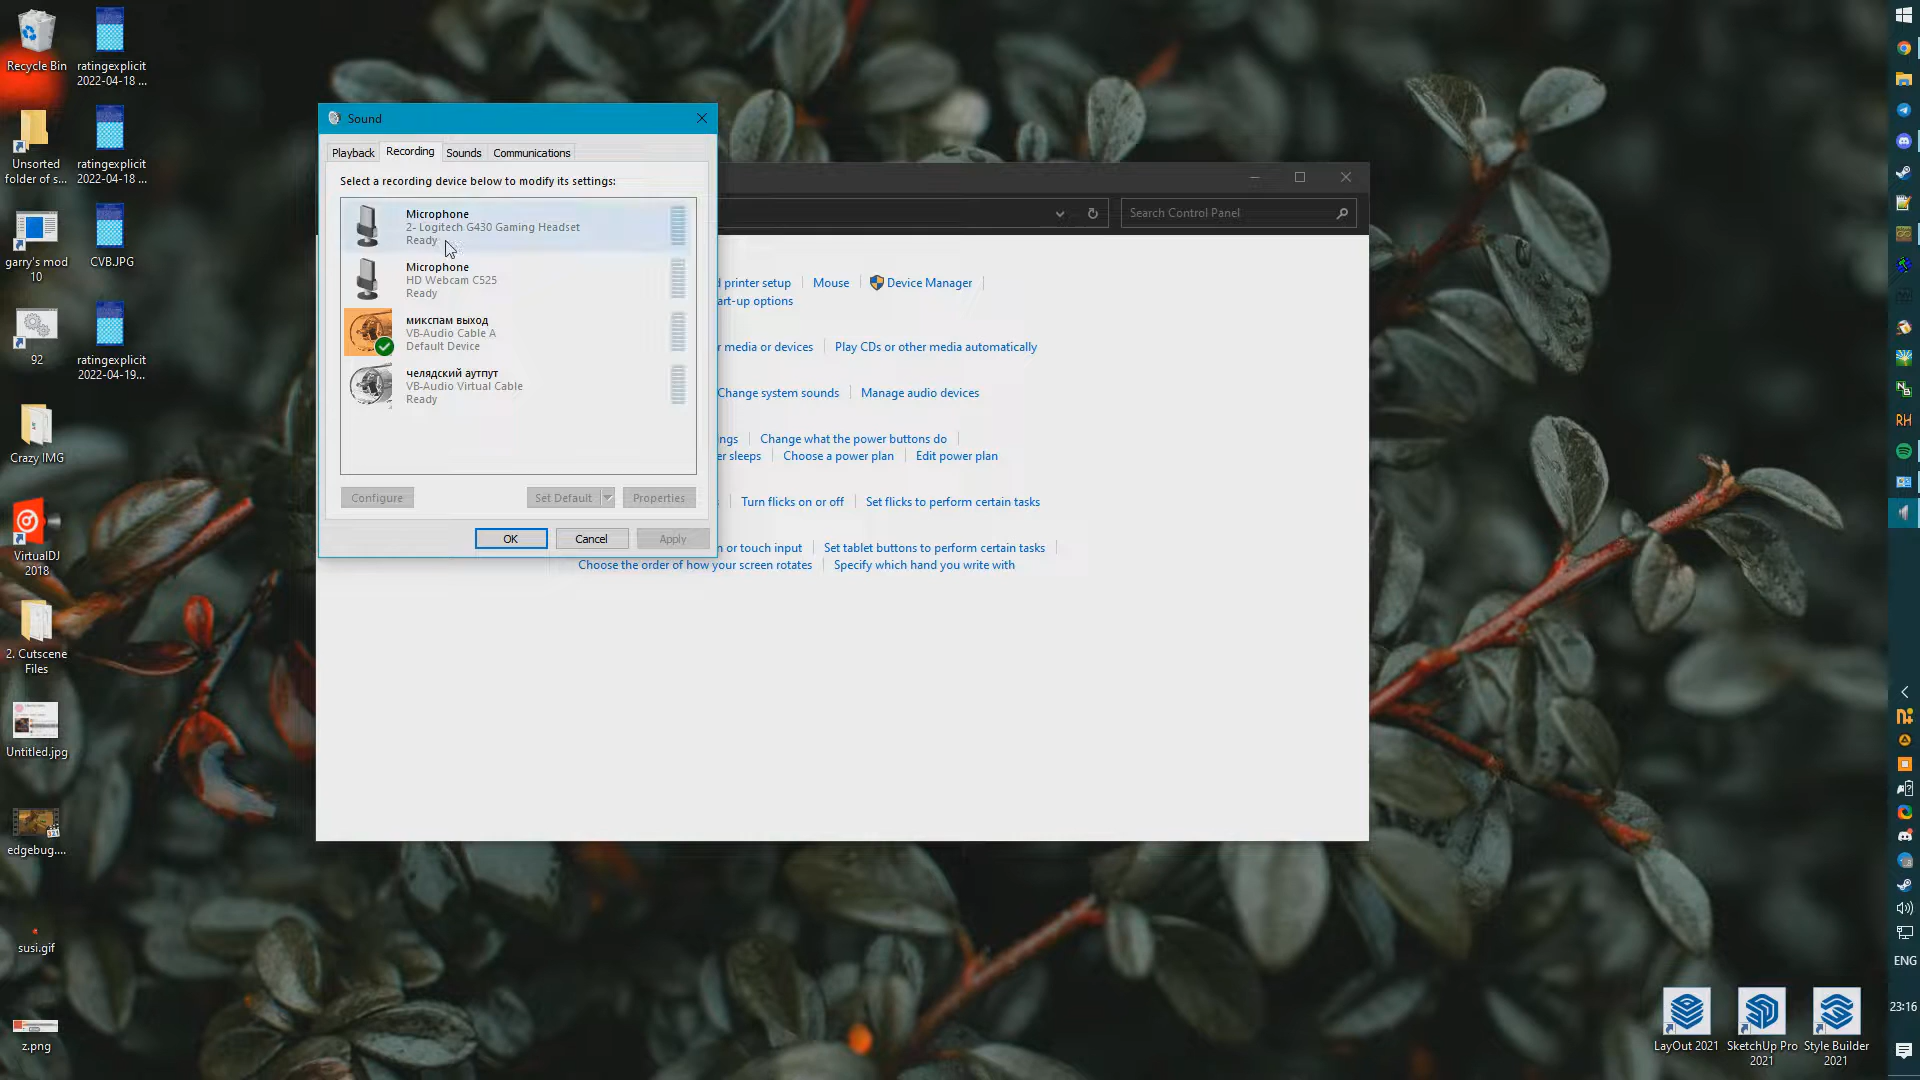 Recycle Bin
ratingexplicit
2022-04-18 ...
Unsorted
folder of s...
ratingexplicit
2022-04-18 ...
garry's mod
10
CVB.JPG
92
ratingexplicit
2022-04-19...
Crazy IMG
VirtualDJ
2018
2. Cutscene
Files
Untitled.jpg
edgebug....
susi.gif
z.png
Sound
Playback
Recording
Sounds
Communications
Select a recording device below to modify its settings:
Microphone
2- Logitech G430 Gaming Headset
Ready
Microphone
HD Webcam C525
Ready
микспам выход
VB-Audio Cable A
Default Device
челядский аутпут
VB-Audio Virtual Cable
Ready
Configure
Set Default
Properties
OK
Cancel
Apply
Search Control Panel
d printer setup
Mouse
Device Manager
art-up options
r media or devices
Play CDs or other media automatically
Change system sounds
Manage audio devices
ngs
Change what the power buttons do
er sleeps
Choose a power plan
Edit power plan
Turn flicks on or off
Set flicks to perform certain tasks
n or touch input
Set tablet buttons to perform certain tasks
Choose the order of how your screen rotates
Specify which hand you write with
RH
ENG
23:16
LayOut 2021
SketchUp Pro
2021
Style Builder
2021